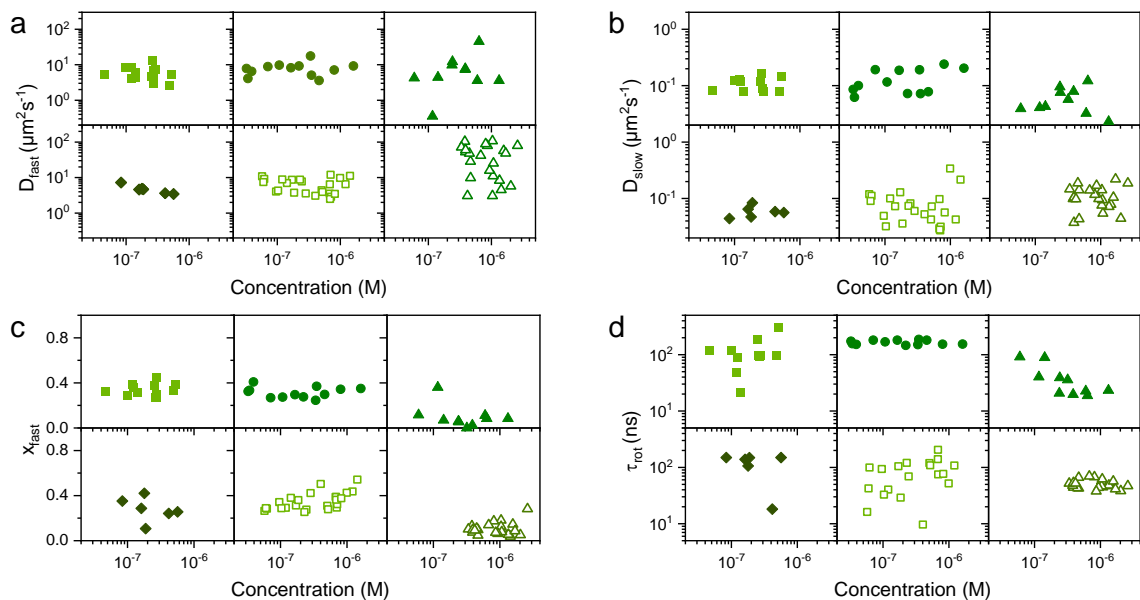 a
10²
10¹
10⁰
10²
10¹
10⁰
D_fast (µm²s⁻¹)
10⁻⁷ 10⁻⁶ 10⁻⁷ 10⁻⁶ 10⁻⁷ 10⁻⁶
Concentration (M)
b
10⁰
10⁻¹
10⁰
10⁻¹
D_slow (µm²s⁻¹)
10⁻⁷ 10⁻⁶ 10⁻⁷ 10⁻⁶ 10⁻⁷ 10⁻⁶
Concentration (M)
c
0.8
0.4
0.0
0.8
0.4
0.0
x_fast
10⁻⁷ 10⁻⁶ 10⁻⁷ 10⁻⁶ 10⁻⁷ 10⁻⁶
Concentration (M)
d
10²
10¹
10²
10¹
τ_rot (ns)
10⁻⁷ 10⁻⁶ 10⁻⁷ 10⁻⁶ 10⁻⁷ 10⁻⁶
Concentration (M)